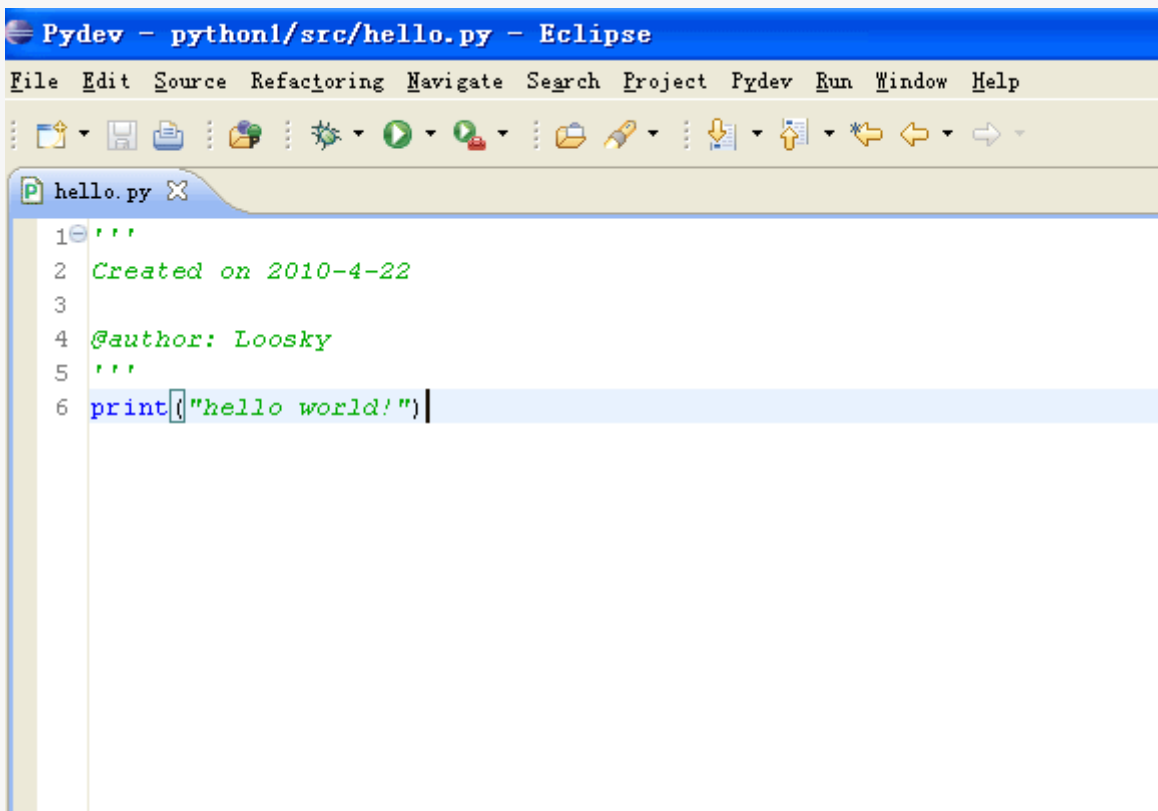 Pydev - python1/src/hello.py - Eclipse
File Edit Source Refactoring Navigate Search Project Pydev Run Window Help
hello.py
1 '''
2 Created on 2010-4-22
3
4 @author: Loosky
5 '''
6 print("hello world!")